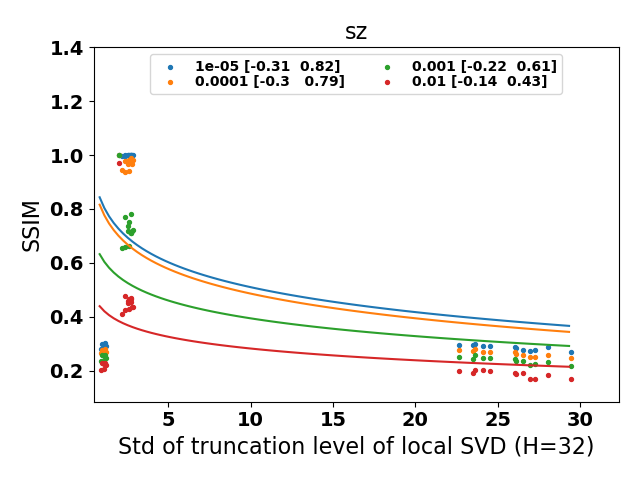 sz
1e-05 [-0.31  0.82]
0.0001 [-0.3   0.79]
0.001 [-0.22  0.61]
0.01 [-0.14  0.43]
1.4
1.2
1.0
0.8
0.6
0.4
0.2
SSIM
5 10 15 20 25 30
Std of truncation level of local SVD (H=32)